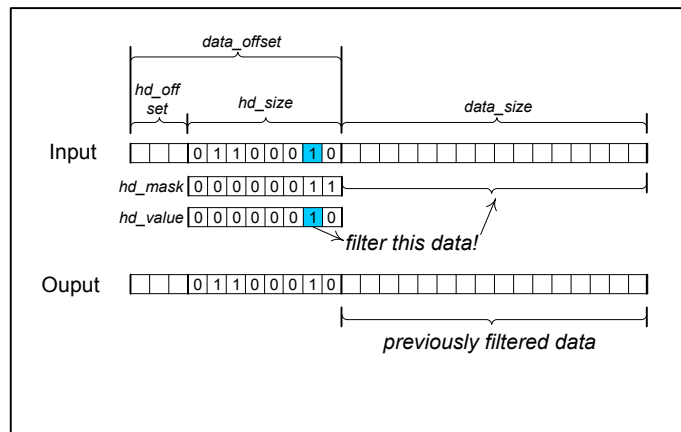 data_offset
hd_off
set
hd_size
data_size
Input
0 1 1 0 0 0 1 0
hd_mask
0 0 0 0 0 0 1 1
hd_value
0 0 0 0 0 0 1 0
filter this data!
Ouput
0 1 1 0 0 0 1 0
previously filtered data